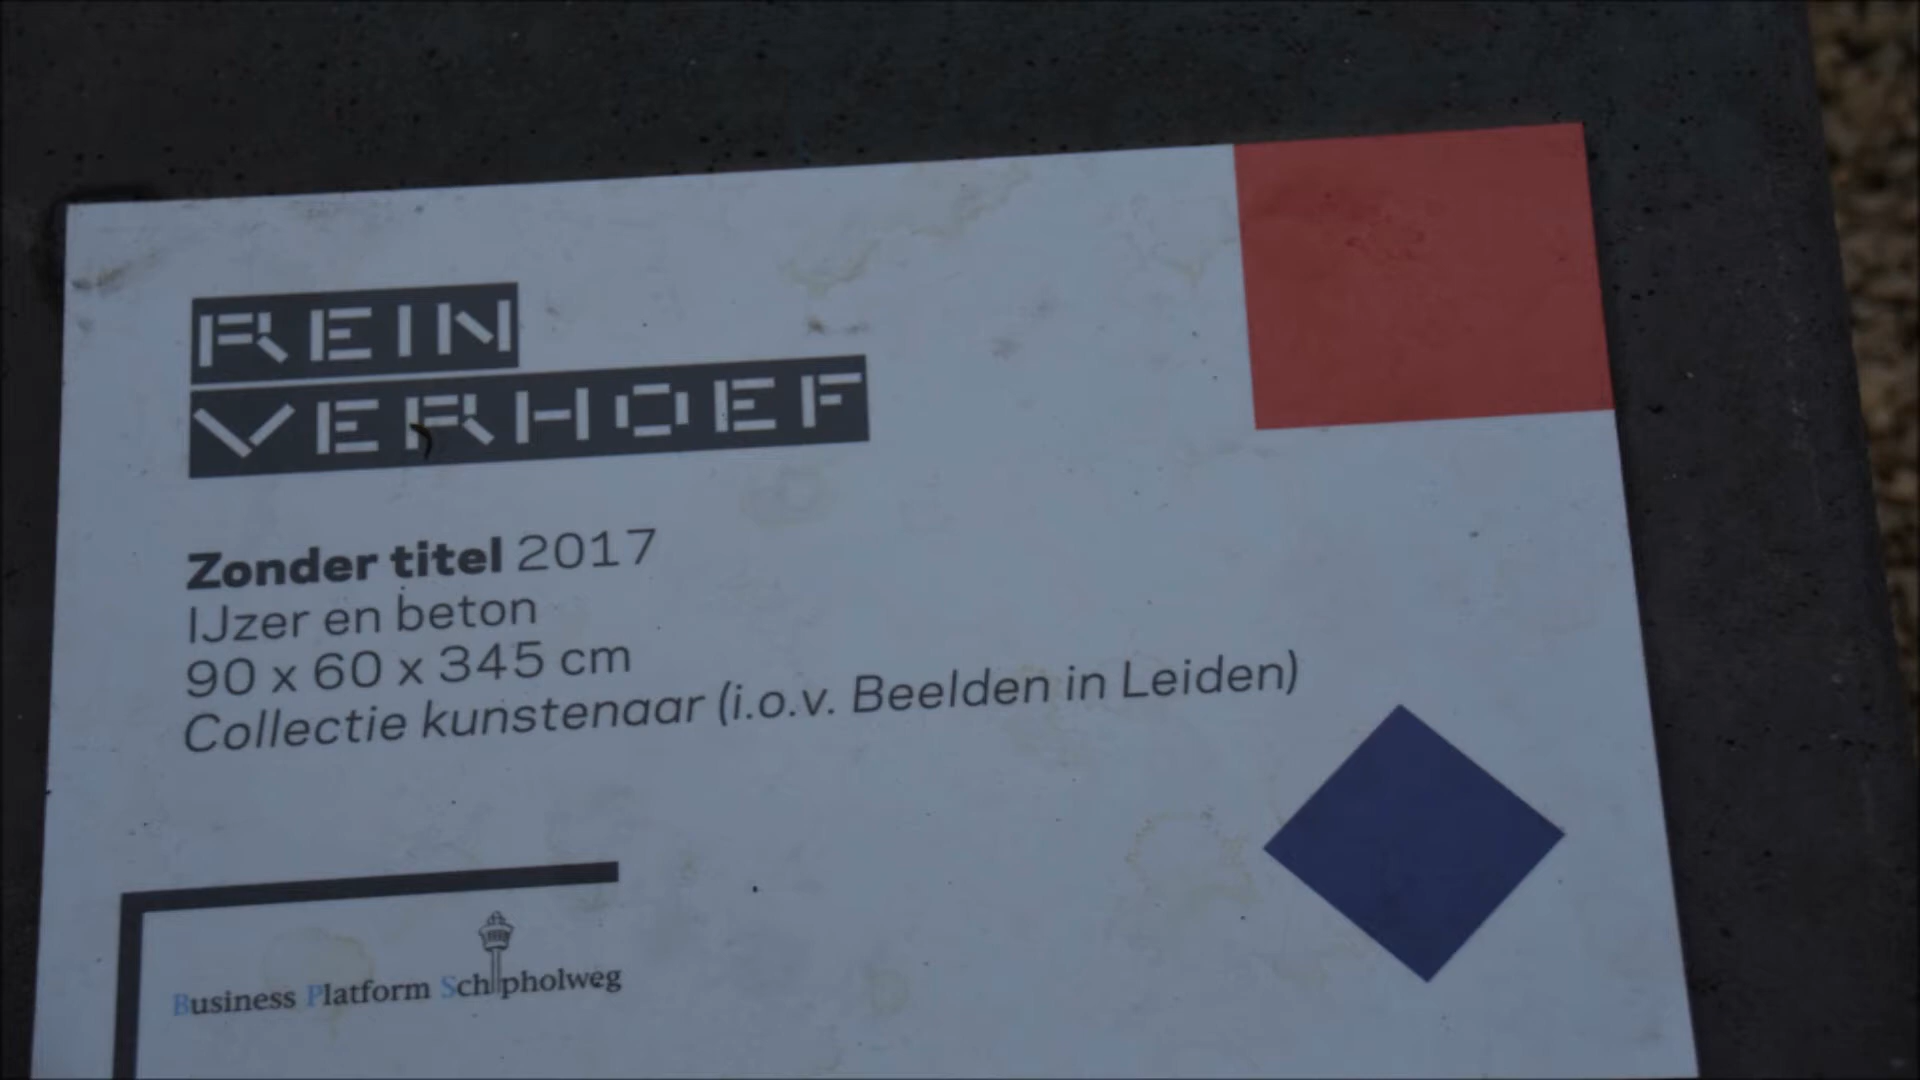 REIN
VERHOEF
Zonder titel 2017
IJzer en beton
90 x 60 x 345 cm
Collectie kunstenaar (i.o.v. Beelden in Leiden)
Business Platform Schipholweg